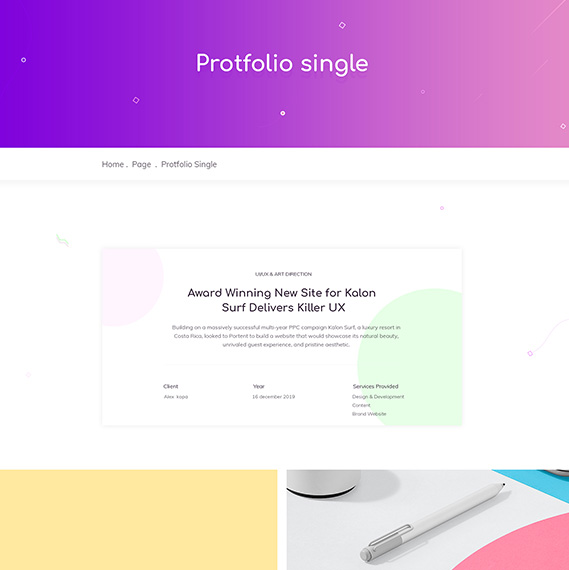 Protfolio single
Home . Page . Protfolio Single
UI/UX & ART DIRECTION
Award Winning New Site for Kalon
Surf Delivers Killer UX
Building on a massively successful multi-year PPC campaign Kalon Surf, a luxury resort in
Costa Rica, looked to Portent to build a website that would showcase its natural beauty,
unrivaled guest experience, and pristine aesthetic.
Client Year Services Provided
Alex kopa 16 december 2019 Design & Development
Content
Brand Website